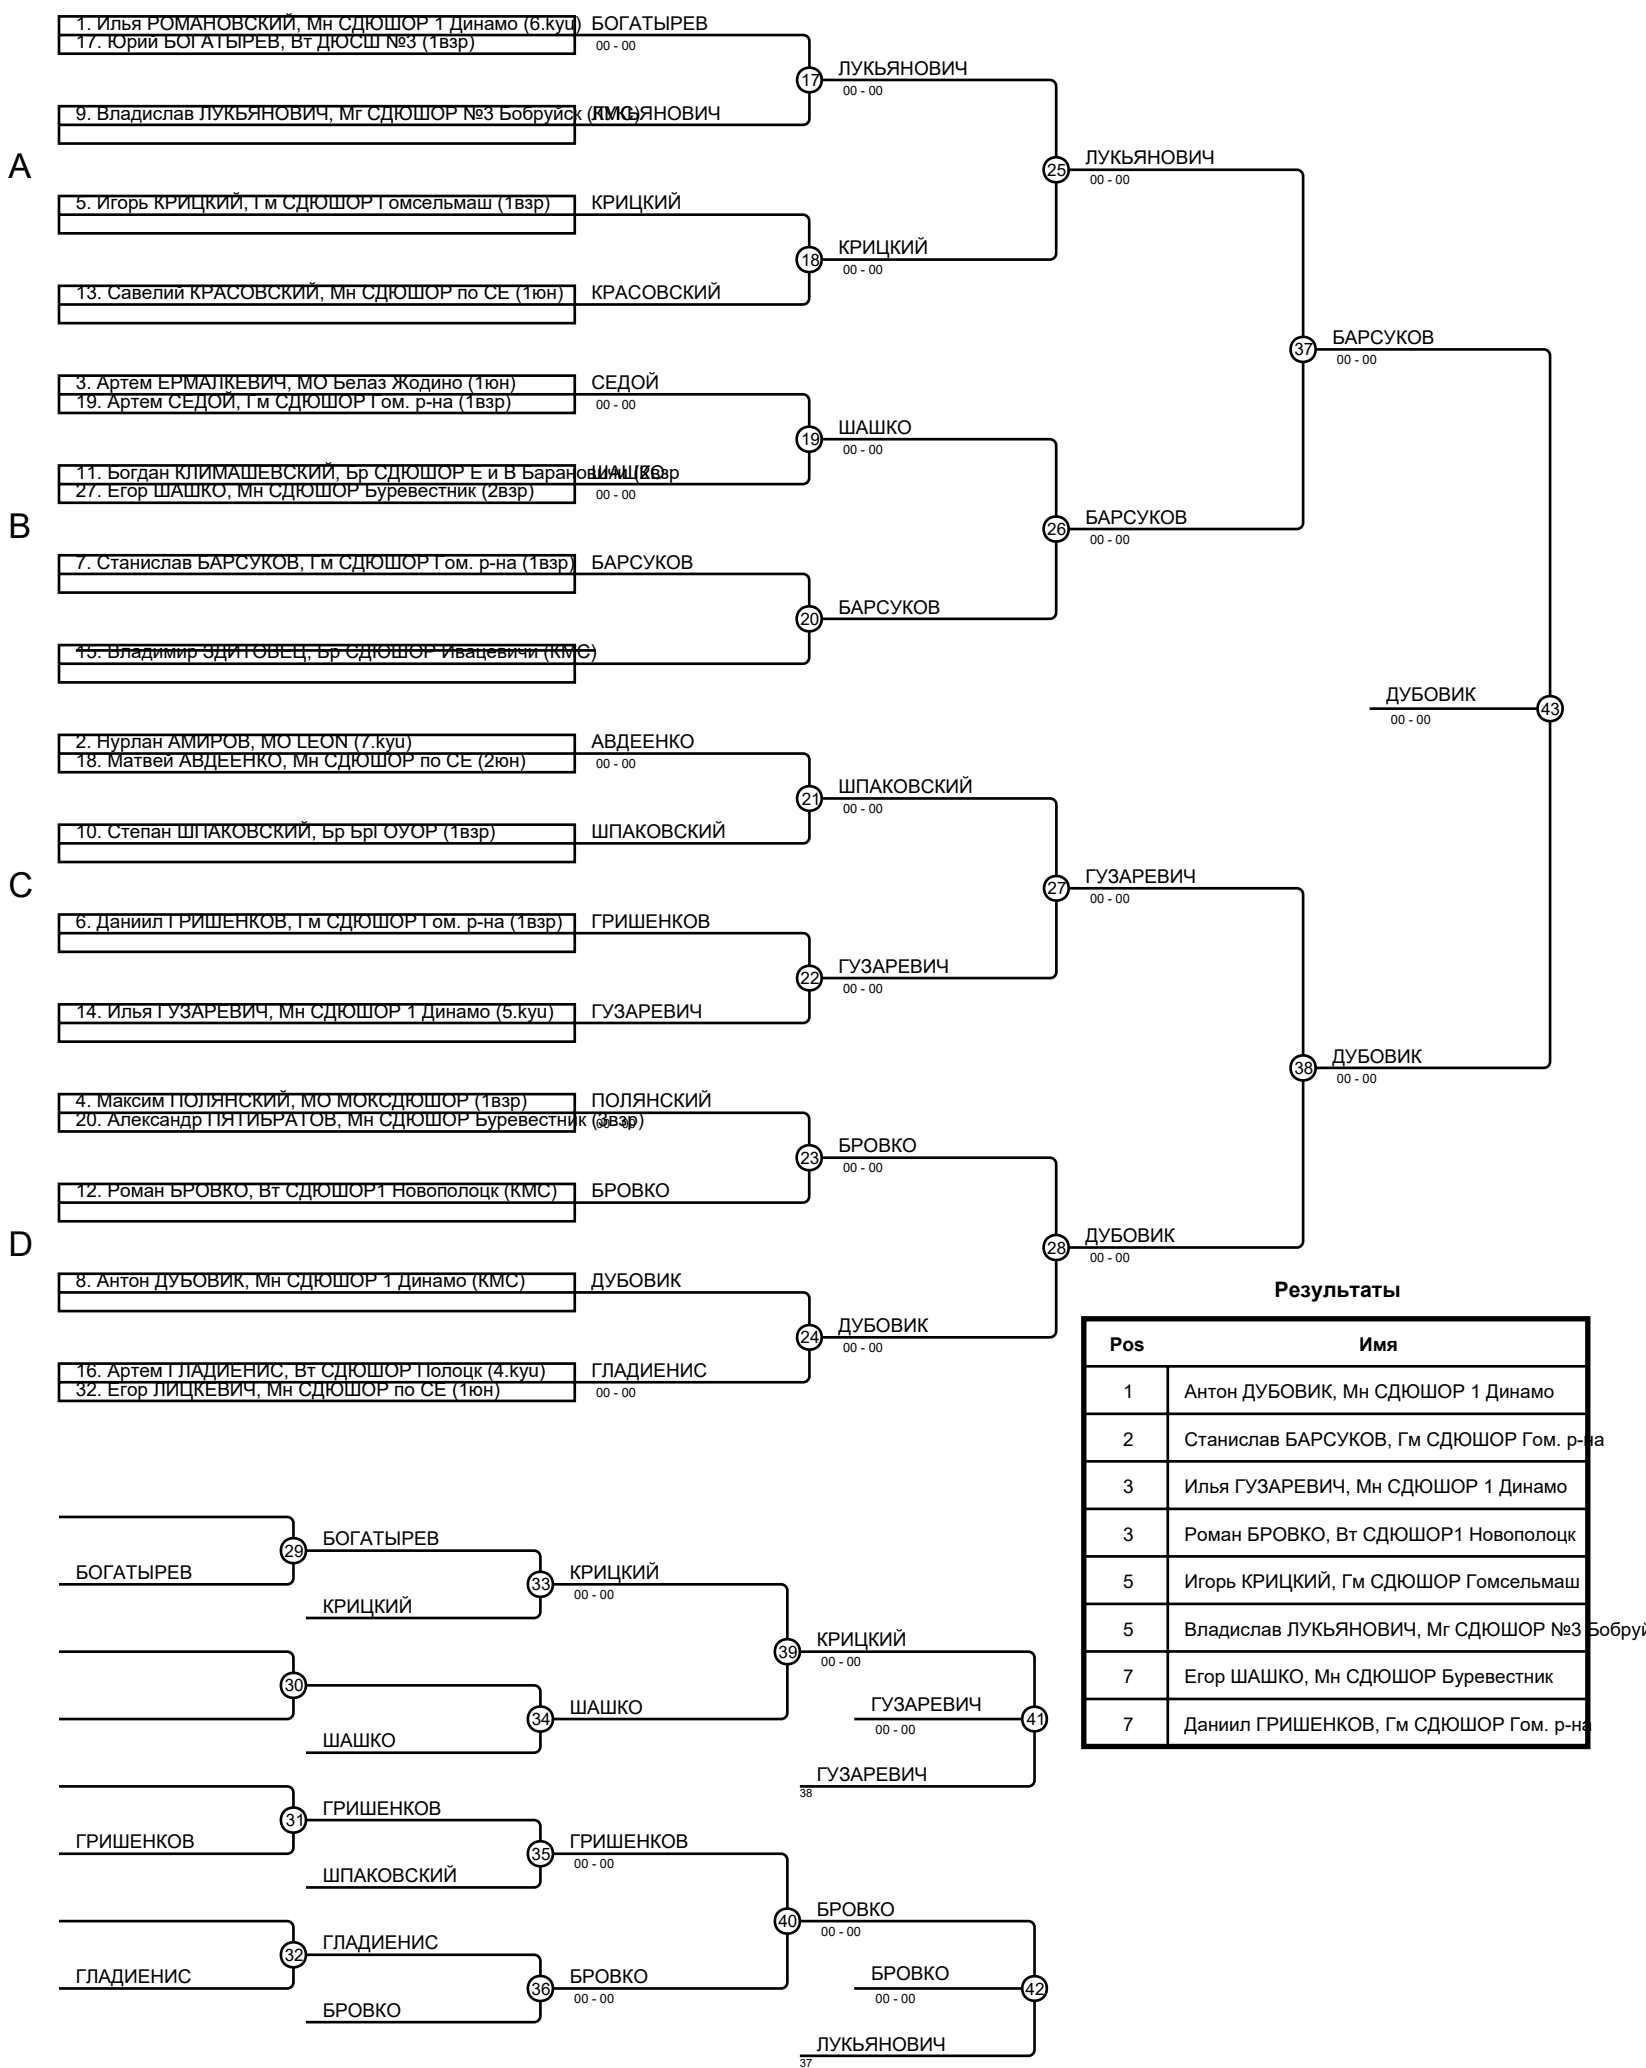 1. Илья РОМАНОВСКИЙ, Мн СДЮШОР 1 Динамо (6.kyu)
БОГАТЫРЕВ
17. Юрий БОГАТЫРЕВ, Вт ДЮСШ №3 (1взр)
00 - 00
17
ЛУКЬЯНОВИЧ
00 - 00
9. Владислав ЛУКЬЯНОВИЧ, Мг СДЮШОР №3 Бобруйск (КМС)
ЛУКЬЯНОВИЧ
A
25
ЛУКЬЯНОВИЧ
00 - 00
5. Игорь КРИЦКИЙ, Гм СДЮШОР Гомсельмаш (1взр)
КРИЦКИЙ
18
КРИЦКИЙ
00 - 00
13. Савелий КРАСОВСКИЙ, Мн СДЮШОР по СЕ (1юн)
КРАСОВСКИЙ
37
БАРСУКОВ
00 - 00
3. Артем ЕРМАЛКЕВИЧ, МО Белаз Жодино (1юн)
СЕДОЙ
19. Артем СЕДОЙ, Гм СДЮШОР Гом. р-на (1взр)
00 - 00
19
ШАШКО
00 - 00
11. Богдан КЛИМАШЕВСКИЙ, Бр СДЮШОР Е и В Барановичи (2взр
ШАШКО
27. Егор ШАШКО, Мн СДЮШОР Буревестник (2взр)
00 - 00
B
26
БАРСУКОВ
00 - 00
7. Станислав БАРСУКОВ, Гм СДЮШОР Гом. р-на (1взр)
БАРСУКОВ
20
БАРСУКОВ
15. Владимир ЗДИТОВЕЦ, Бр СДЮШОР Ивацевичи (КМС)
ДУБОВИК
43
00 - 00
2. Нурлан АМИРОВ, МО LEON (7.kyu)
АВДЕЕНКО
18. Матвей АВДЕЕНКО, Мн СДЮШОР по СЕ (2юн)
00 - 00
21
ШПАКОВСКИЙ
00 - 00
10. Степан ШПАКОВСКИЙ, Бр БрГОУОР (1взр)
ШПАКОВСКИЙ
C
27
ГУЗАРЕВИЧ
00 - 00
6. Даниил ГРИШЕНКОВ, Гм СДЮШОР Гом. р-на (1взр)
ГРИШЕНКОВ
22
ГУЗАРЕВИЧ
00 - 00
14. Илья ГУЗАРЕВИЧ, Мн СДЮШОР 1 Динамо (5.kyu)
ГУЗАРЕВИЧ
38
ДУБОВИК
00 - 00
4. Максим ПОЛЯНСКИЙ, МО МОКСДЮШОР (1взр)
ПОЛЯНСКИЙ
20. Александр ПЯТИБРАТОВ, Мн СДЮШОР Буревестник (3взр)
00 - 00
23
БРОВКО
00 - 00
12. Роман БРОВКО, Вт СДЮШОР1 Новополоцк (КМС)
БРОВКО
D
28
ДУБОВИК
00 - 00
8. Антон ДУБОВИК, Мн СДЮШОР 1 Динамо (КМС)
ДУБОВИК
24
ДУБОВИК
00 - 00
16. Артем ГЛАДИЕНИС, Вт СДЮШОР Полоцк (4.kyu)
ГЛАДИЕНИС
32. Егор ЛИЦКЕВИЧ, Мн СДЮШОР по СЕ (1юн)
00 - 00
Результаты
Pos Имя
1 Антон ДУБОВИК, Мн СДЮШОР 1 Динамо
2 Станислав БАРСУКОВ, Гм СДЮШОР Гом. р-на
3 Илья ГУЗАРЕВИЧ, Мн СДЮШОР 1 Динамо
3 Роман БРОВКО, Вт СДЮШОР1 Новополоцк
5 Игорь КРИЦКИЙ, Гм СДЮШОР Гомсельмаш
5 Владислав ЛУКЬЯНОВИЧ, Мг СДЮШОР №3 Бобруй
7 Егор ШАШКО, Мн СДЮШОР Буревестник
7 Даниил ГРИШЕНКОВ, Гм СДЮШОР Гом. р-на
29
БОГАТЫРЕВ
БОГАТЫРЕВ
33
КРИЦКИЙ
00 - 00
КРИЦКИЙ
39
КРИЦКИЙ
00 - 00
30
34
ШАШКО
ШАШКО
ГУЗАРЕВИЧ
41
00 - 00
ГУЗАРЕВИЧ
38
31
ГРИШЕНКОВ
ГРИШЕНКОВ
35
ГРИШЕНКОВ
00 - 00
ШПАКОВСКИЙ
40
БРОВКО
00 - 00
32
ГЛАДИЕНИС
ГЛАДИЕНИС
36
БРОВКО
00 - 00
БРОВКО
БРОВКО
42
00 - 00
ЛУКЬЯНОВИЧ
37